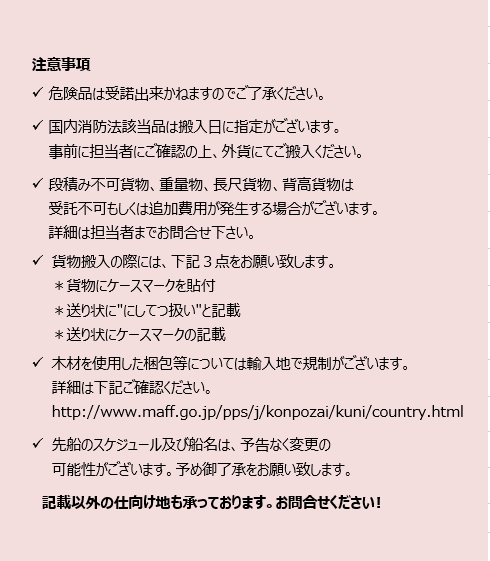 注意事項
✓ 危険品は受諾出来かねますのでご了承ください。
✓ 国内消防法該当品は搬入日に指定がございます。
事前に担当者にご確認の上、外貨にてご搬入ください。
✓ 段積み不可貨物、重量物、長尺貨物、背高貨物は
受託不可もしくは追加費用が発生する場合がございます。
詳細は担当者までお問合せ下さい。
✓ 貨物搬入の際には、下記３点をお願い致します。
＊貨物にケースマークを貼付
＊送り状に"にしてつ扱い"と記載
＊送り状にケースマークの記載
✓ 木材を使用した梱包等については輸入地で規制がございます。
詳細は下記ご確認ください。
http://www.maff.go.jp/pps/j/konpozai/kuni/country.html
✓ 先船のスケジュール及び船名は、予告なく変更の
可能性がございます。予め御了承をお願い致します。
記載以外の仕向け地も承っております。お問合せください！